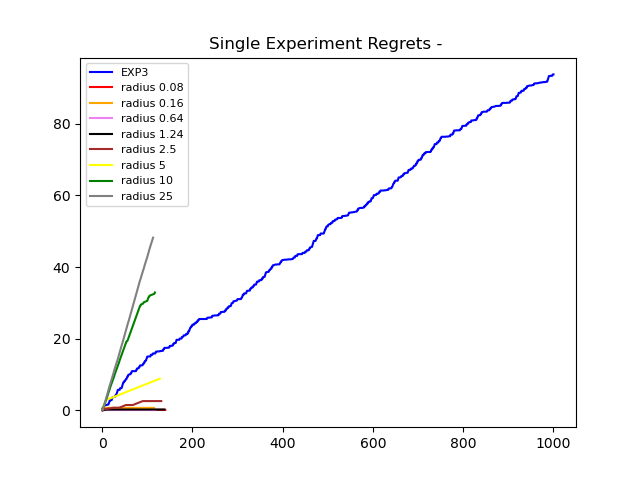 Single Experiment Regrets -
EXP3
radius 0.08
radius 0.16
radius 0.64
radius 1.24
radius 2.5
radius 5
radius 10
radius 25
80
60
40
20
0
0 200 400 600 800 1000